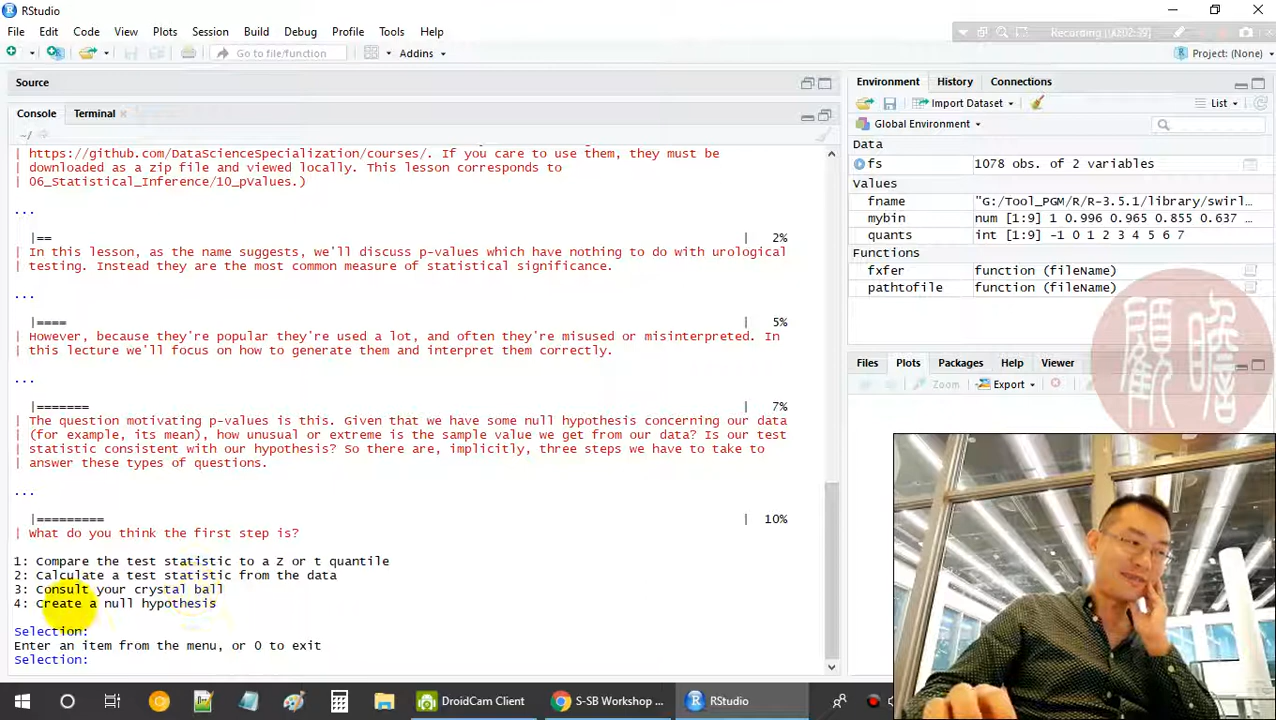 RStudio
File Edit Code View Plots Session Build Debug Profile Tools Help
Recording [00:02:39]
Go to file/function
Addins
Project: (None)
Source
Console Terminal
~/
| https://github.com/DataScienceSpecialization/courses/. If you care to use them, they must be
| downloaded as a zip file and viewed locally. This lesson corresponds to
| 06_Statistical_Inference/10_pValues.)
...
|== | 2%
| In this lesson, as the name suggests, we'll discuss p-values which have nothing to do with urological
| testing. Instead they are the most common measure of statistical significance.
...
|==== | 5%
| However, because they're popular they're used a lot, and often they're misused or misinterpreted. In
| this lecture we'll focus on how to generate them and interpret them correctly.
...
|======= | 7%
| The question motivating p-values is this. Given that we have some null hypothesis concerning our data
| (for example, its mean), how unusual or extreme is the sample value we get from our data? Is our test
| statistic consistent with our hypothesis? So there are, implicitly, three steps we have to take to
| answer these types of questions.
...
|========= | 10%
| What do you think the first step is?
1: Compare the test statistic to a Z or t quantile
2: Calculate a test statistic from the data
3: Consult your crystal ball
4: Create a null hypothesis
Selection:
Enter an item from the menu, or 0 to exit
Selection:
Environment History Connections
Import Dataset List
Global Environment
Data
fs 1078 obs. of 2 variables
Values
fname "G:/Tool_PGM/R/R-3.5.1/library/swirl…
mybin num [1:9] 1 0.996 0.965 0.855 0.637 …
quants int [1:9] -1 0 1 2 3 4 5 6 7
Functions
fxfer function (fileName)
pathtofile function (fileName)
Files Plots Packages Help Viewer
Zoom Export
DroidCam Client S-SB Workshop ... RStudio